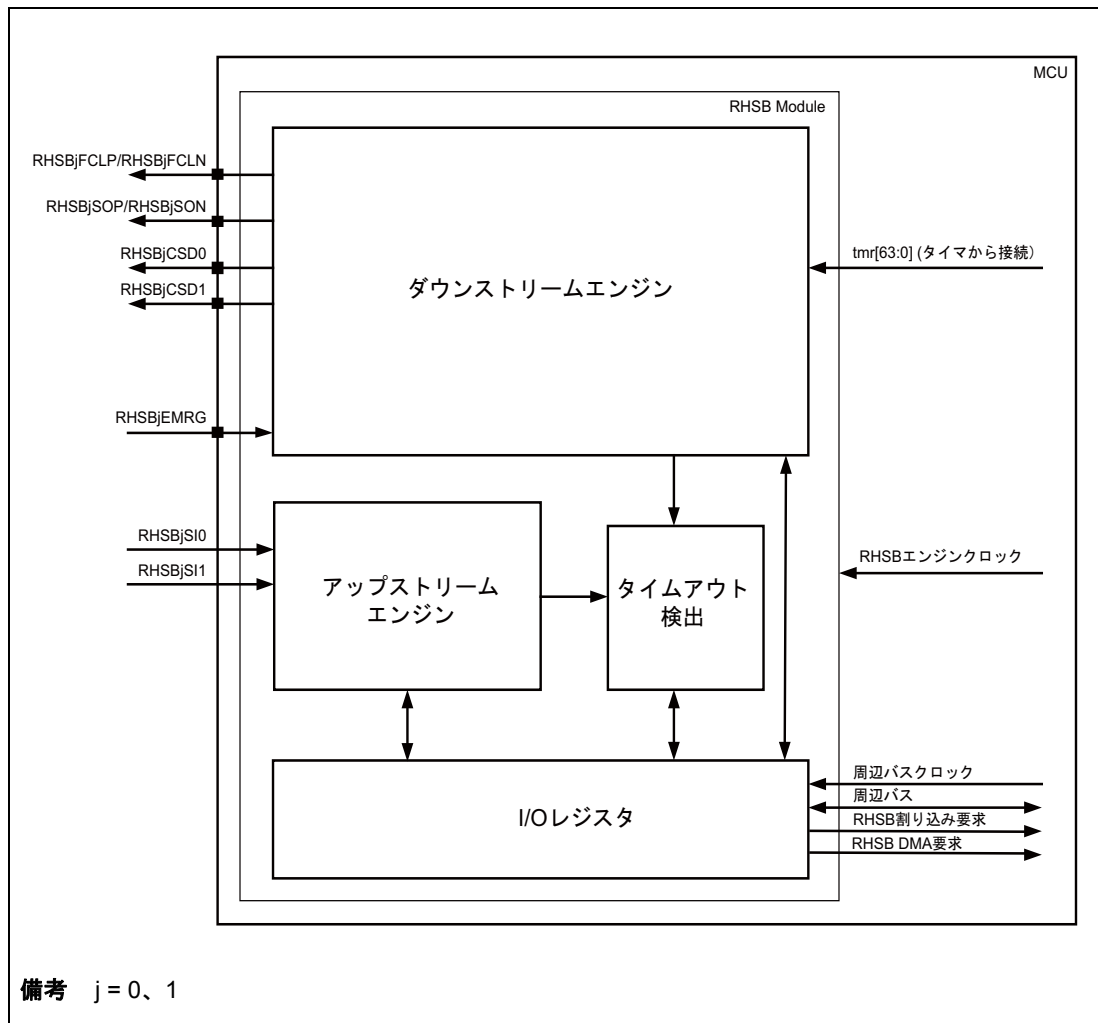 MCU
RHSB Module
RHSBjFCLP/RHSBjFCLN
RHSBjSOP/RHSBjSON
RHSBjCSD0
RHSBjCSD1
tmr[63:0] (タイマから接続)
ダウンストリームエンジン
RHSBjEMRG
RHSBjSI0
RHSBjSI1
アップストリーム
エンジン
タイムアウト
検出
RHSBエンジンクロック
I/Oレジスタ
周辺バスクロック
周辺バス
RHSB割り込み要求
RHSB DMA要求
備考 j = 0、1